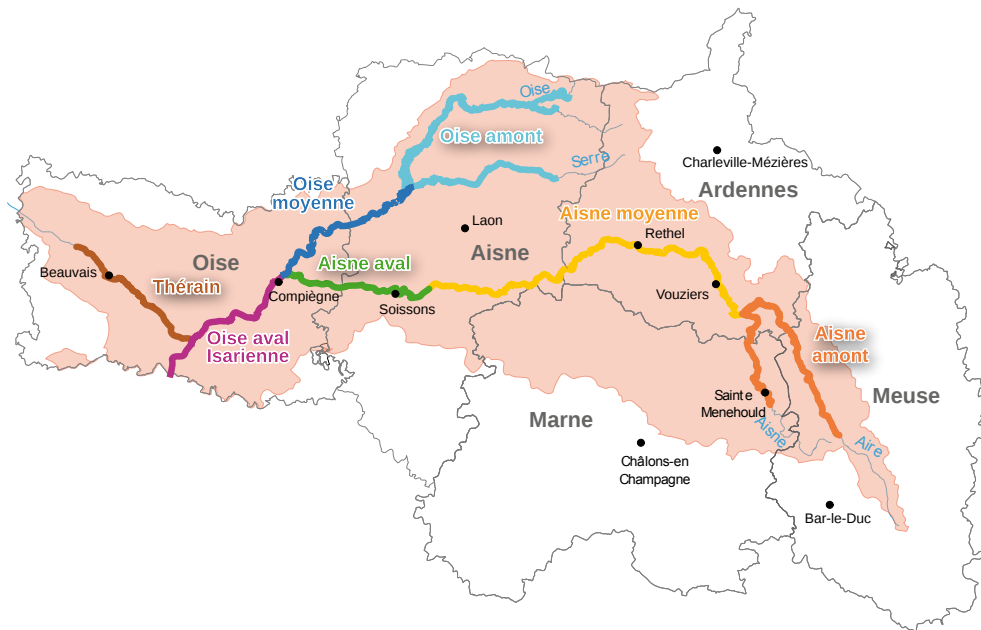 Oise
Oise amont
Serre
Charleville-Mézières
Ardennes
Oise
moyenne
Aisne moyenne
Laon
Rethel
Aisne
Oise
Aisne aval
Beauvais
Thérain
Compiègne
Vouziers
Soissons
Oise aval
Isarienne
Aisne
amont
Meuse
Sainte
Menehould
Marne
Aisne
Aire
Châlons-en
Champagne
Bar-le-Duc